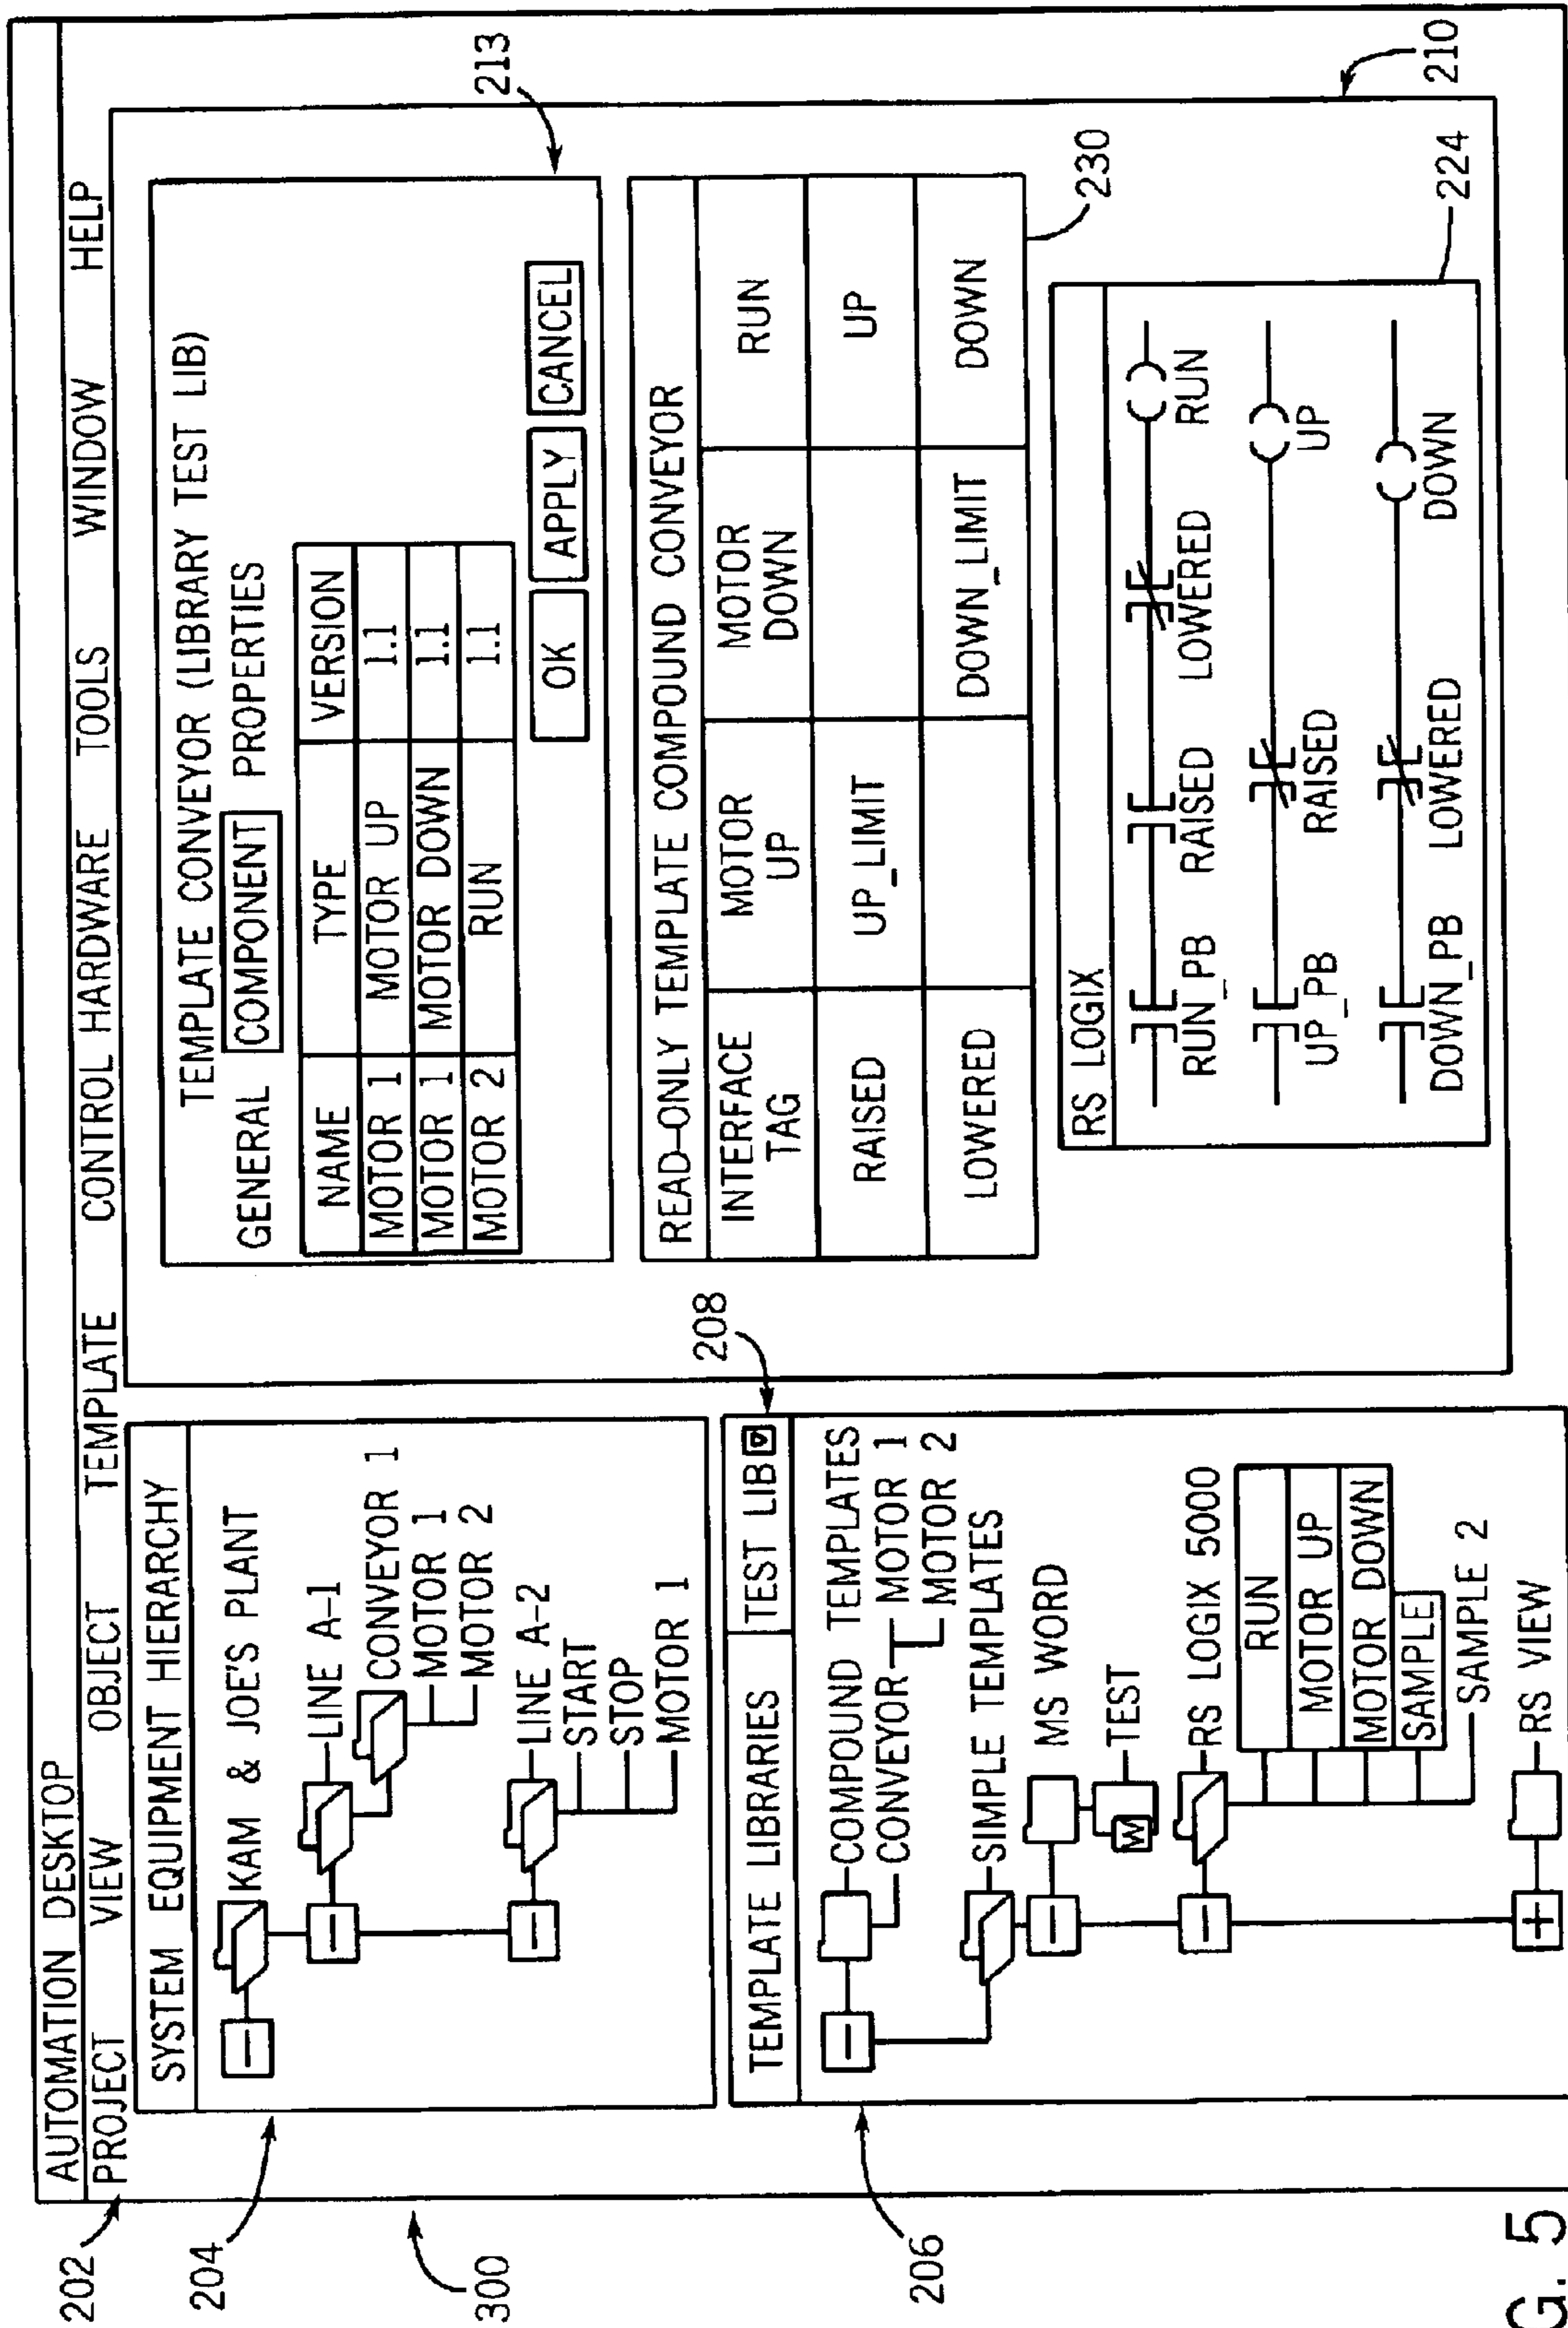 AUTOMATION DESKTOP
PROJECT VIEW OBJECT TEMPLATE CONTROL HARDWARE TOOLS WINDOW HELP
202
SYSTEM EQUIPMENT HIERARCHY
KAM & JOE'S PLANT
LINE A-1
CONVEYOR 1
MOTOR 1
MOTOR 2
LINE A-2
START
STOP
MOTOR 1
204
300
TEMPLATE LIBRARIES TEST LIB
208
COMPOUND TEMPLATES
CONVEYOR MOTOR 1
MOTOR 2
SIMPLE TEMPLATES
MS WORD
W TEST
RS LOGIX 5000
RUN
MOTOR UP
MOTOR DOWN
SAMPLE
SAMPLE 2
RS VIEW
206
TEMPLATE CONVEYOR (LIBRARY TEST LIB)
GENERAL COMPONENT PROPERTIES
NAME TYPE VERSION
MOTOR 1 MOTOR UP 1.1
MOTOR 1 MOTOR DOWN 1.1
MOTOR 2 RUN 1.1
OK APPLY CANCEL
213
READ-ONLY TEMPLATE COMPOUND CONVEYOR
INTERFACE TAG MOTOR UP MOTOR DOWN RUN
RAISED UP_LIMIT UP
LOWERED DOWN_LIMIT DOWN
230
RS LOGIX
RUN_PB RAISED LOWERED RUN
UP_PB RAISED UP
DOWN_PB LOWERED DOWN
224
210
G. 5